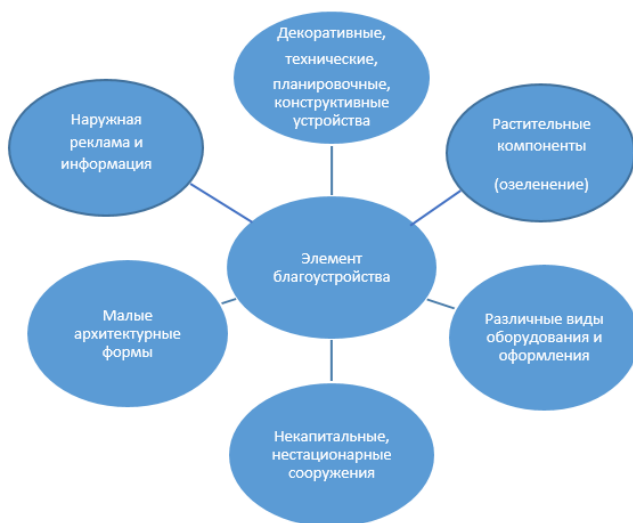 Декоративные,
технические,
планировочные,
конструктивные
устройства
Наружная
реклама и
информация
Растительные
компоненты
(озеленение)
Элемент
благоустройства
Малые
архитектурные
формы
Различные виды
оборудования и
оформления
Некапитальные,
нестационарные
сооружения